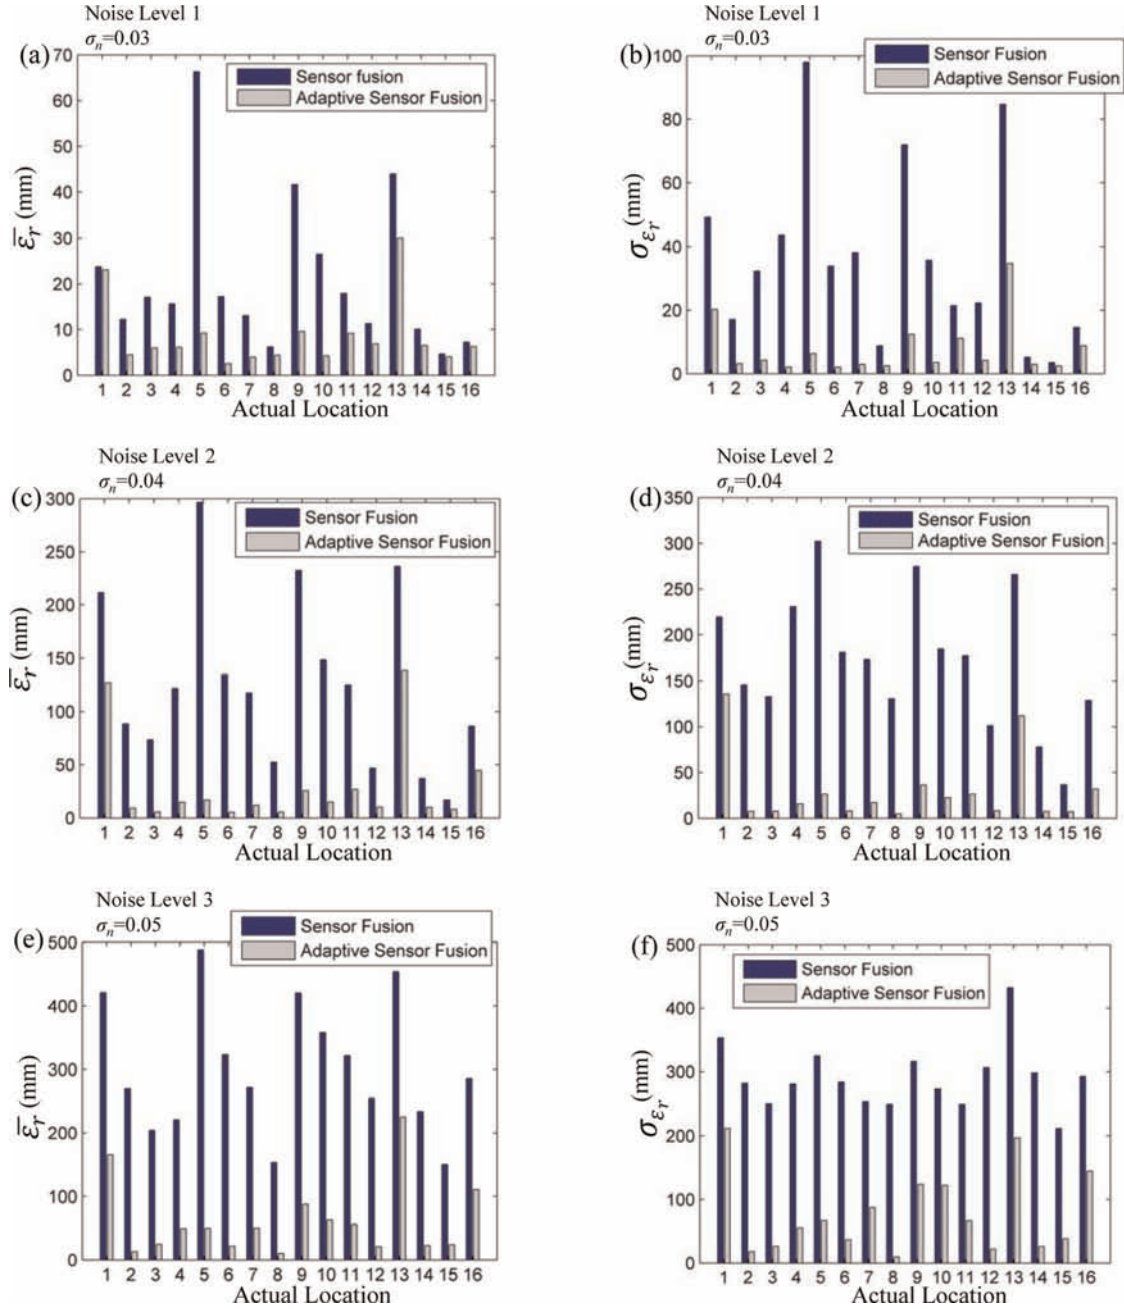 Noise Level 1
σn=0.03
(a)
70
60
50
40
30
20
10
0
ε̅r (mm)
Sensor fusion
Adaptive Sensor Fusion
1 2 3 4 5 6 7 8 9 10 11 12 13 14 15 16
Actual Location
Noise Level 1
σn=0.03
(b)
100
80
60
40
20
0
σεr (mm)
Sensor Fusion
Adaptive Sensor Fusion
1 2 3 4 5 6 7 8 9 10 11 12 13 14 15 16
Actual Location
Noise Level 2
σn=0.04
(c)
300
250
200
150
100
50
0
ε̅r (mm)
Sensor Fusion
Adaptive Sensor Fusion
1 2 3 4 5 6 7 8 9 10 11 12 13 14 15 16
Actual Location
Noise Level 2
σn=0.04
(d)
350
300
250
200
150
100
50
0
σεr (mm)
Sensor Fusion
Adaptive Sensor Fusion
1 2 3 4 5 6 7 8 9 10 11 12 13 14 15 16
Actual Location
Noise Level 3
σn=0.05
(e)
500
400
300
200
100
0
ε̅r (mm)
Sensor Fusion
Adaptive Sensor Fusion
1 2 3 4 5 6 7 8 9 10 11 12 13 14 15 16
Actual Location
Noise Level 3
σn=0.05
(f)
500
400
300
200
100
0
σεr (mm)
Sensor Fusion
Adaptive Sensor Fusion
1 2 3 4 5 6 7 8 9 10 11 12 13 14 15 16
Actual Location